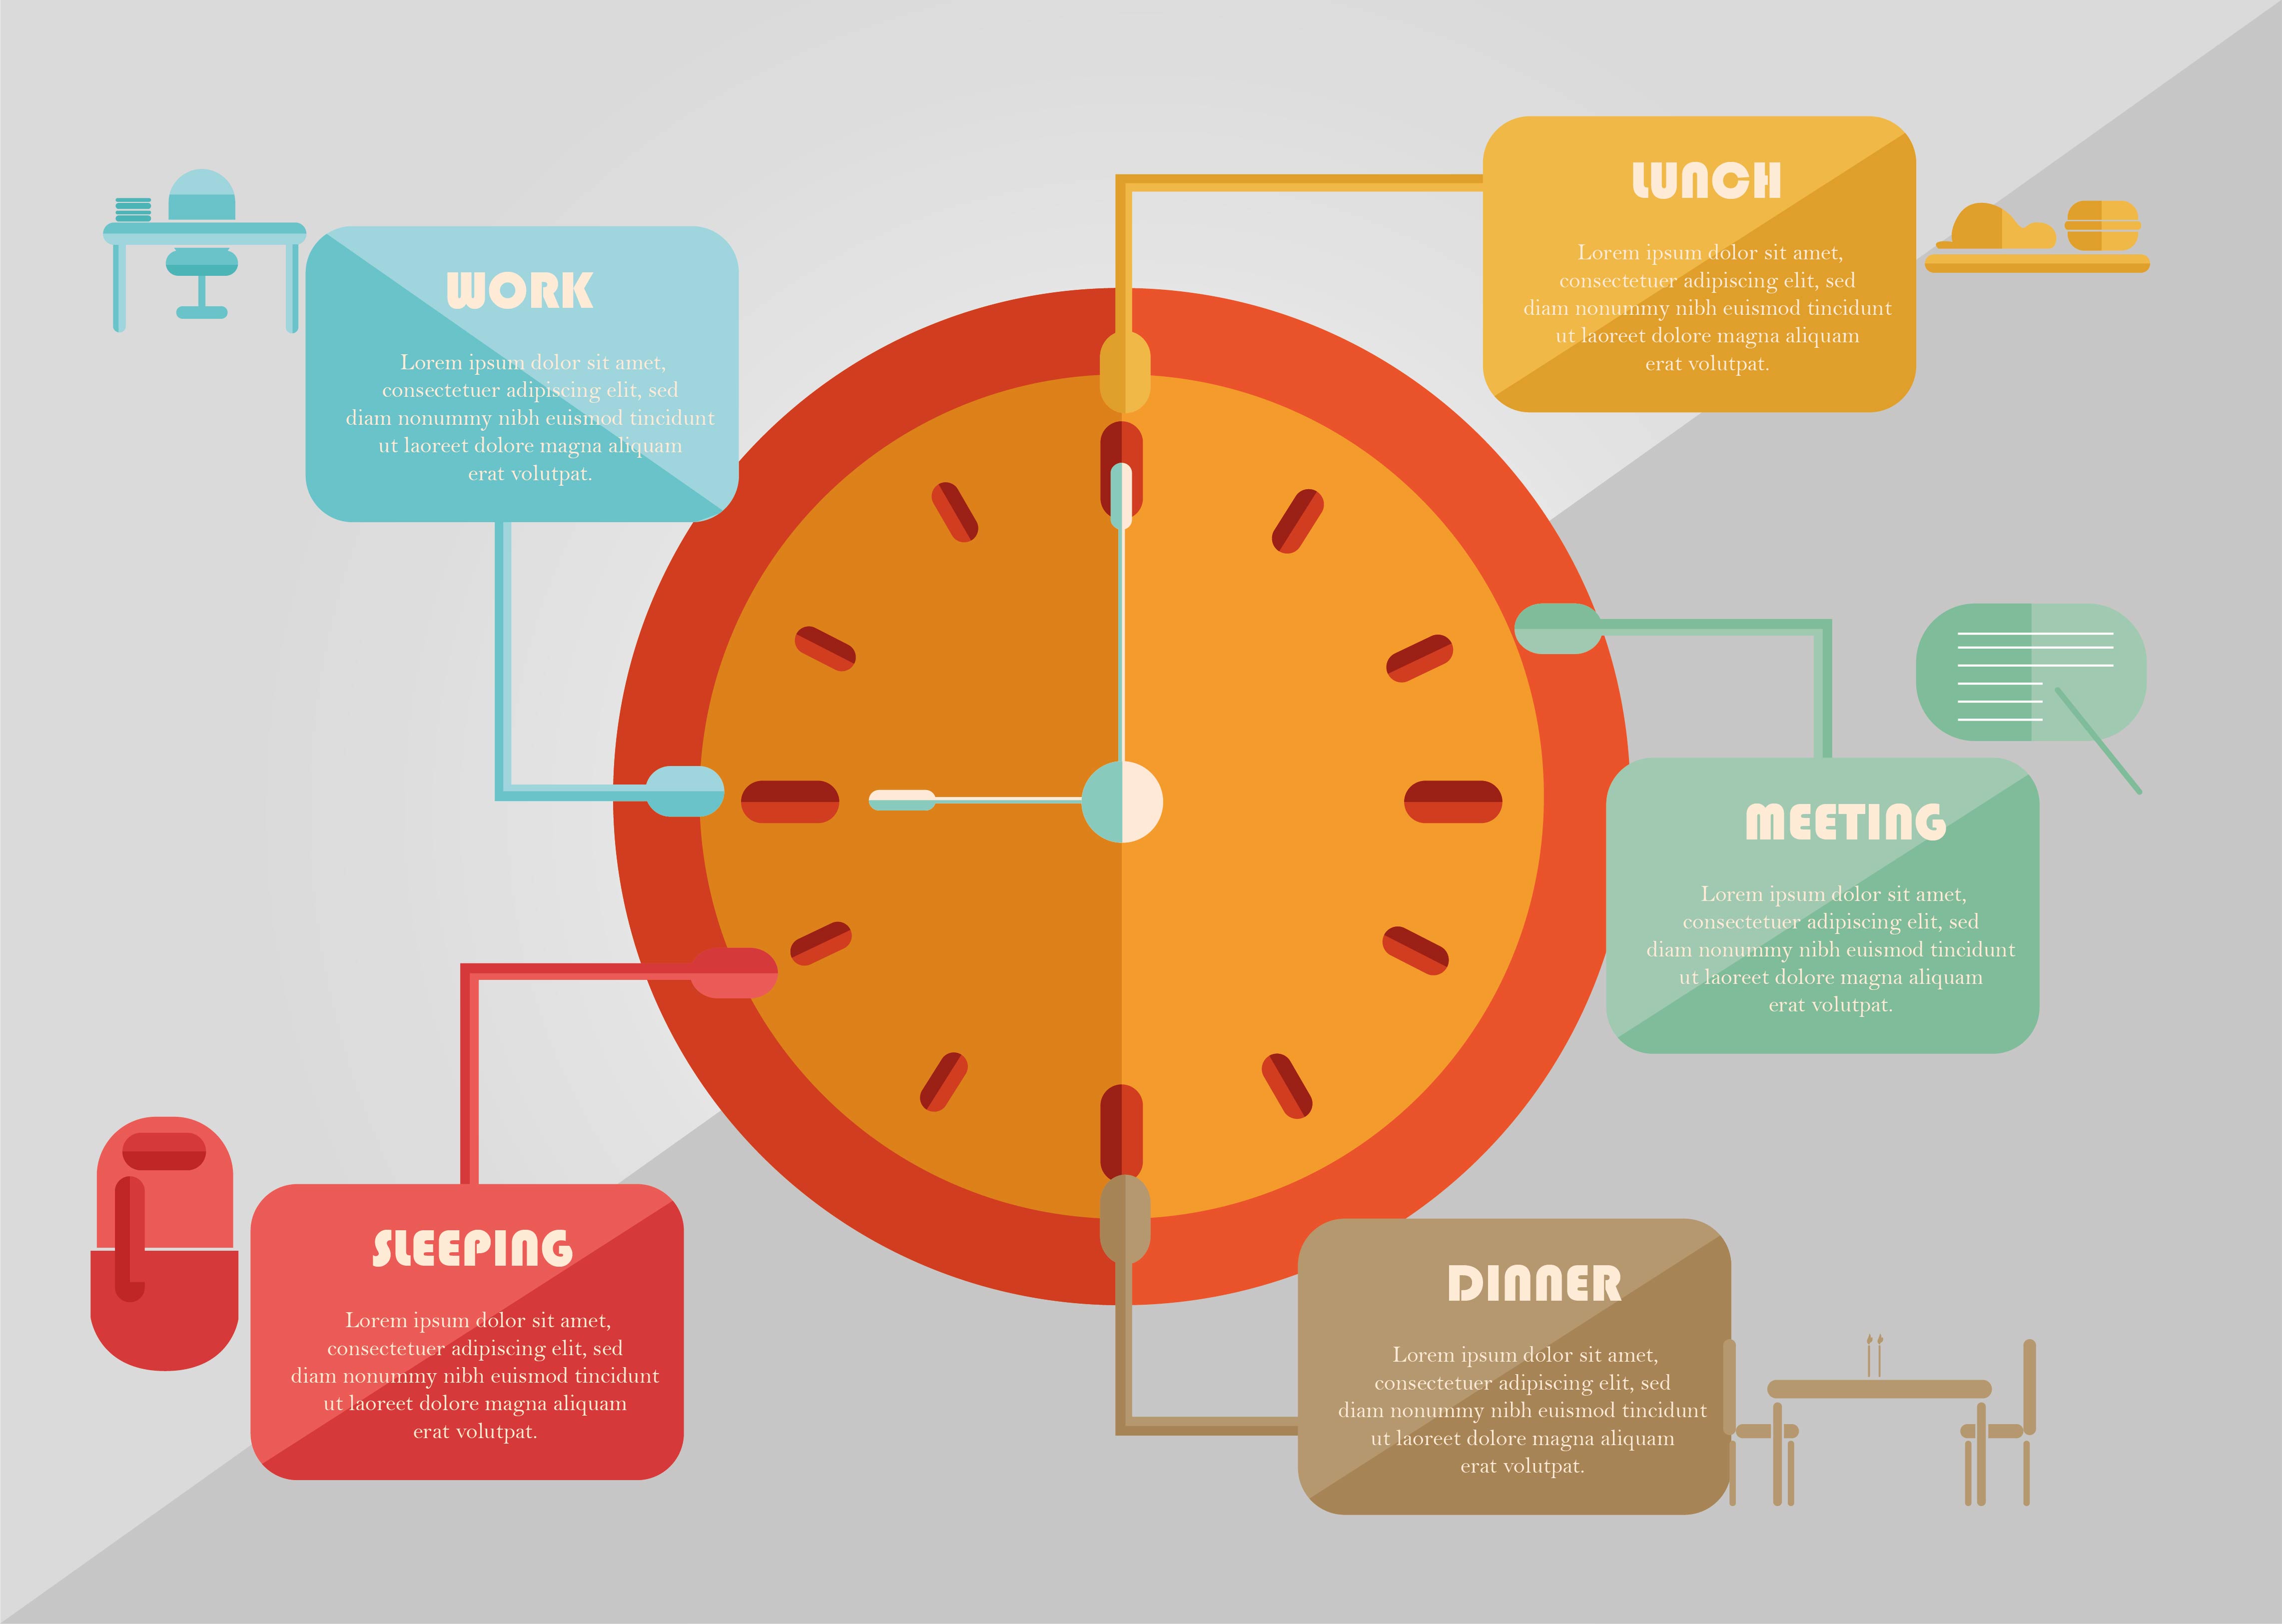 LUNCH
Lorem ipsum dolor sit amet,
consectetuer adipiscing elit, sed
diam nonummy nibh euismod tincidunt
ut laoreet dolore magna aliquam
erat volutpat.
WORK
Lorem ipsum dolor sit amet,
consectetuer adipiscing elit, sed
diam nonummy nibh euismod tincidunt
ut laoreet dolore magna aliquam
erat volutpat.
MEETING
Lorem ipsum dolor sit amet,
consectetuer adipiscing elit, sed
diam nonummy nibh euismod tincidunt
ut laoreet dolore magna aliquam
erat volutpat.
SLEEPING
Lorem ipsum dolor sit amet,
consectetuer adipiscing elit, sed
diam nonummy nibh euismod tincidunt
ut laoreet dolore magna aliquam
erat volutpat.
DINNER
Lorem ipsum dolor sit amet,
consectetuer adipiscing elit, sed
diam nonummy nibh euismod tincidunt
ut laoreet dolore magna aliquam
erat volutpat.